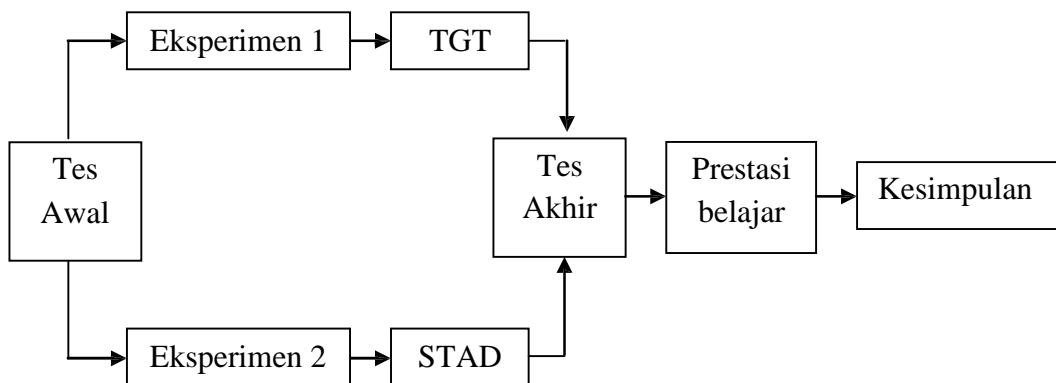 Eksperimen 1
TGT
Tes
Awal
Tes
Akhir
Prestasi
belajar
Kesimpulan
Eksperimen 2
STAD